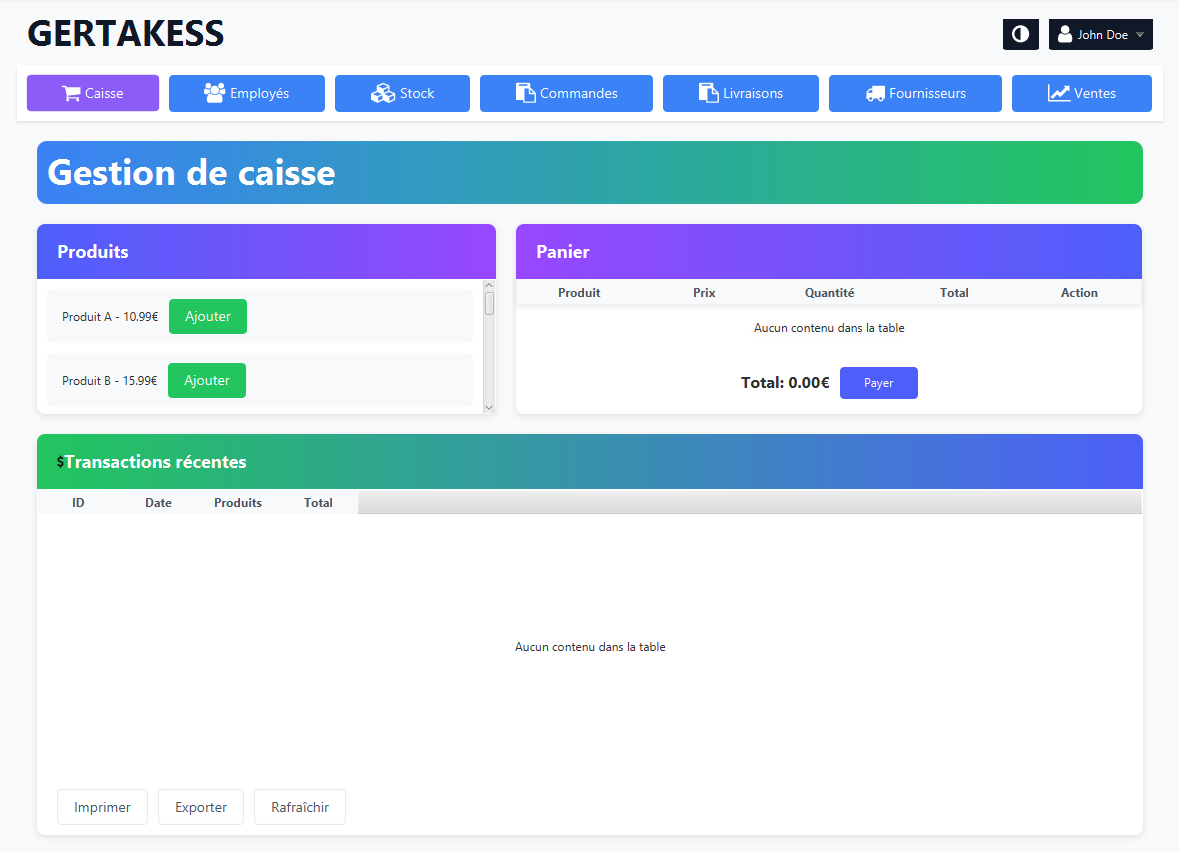 GERTAKESS
John Doe
Caisse
Employés
Stock
Commandes
Livraisons
Fournisseurs
Ventes
Gestion de caisse
Produits
Produit A - 10.99€
Ajouter
Produit B - 15.99€
Ajouter
Panier
Produit Prix Quantité Total Action
Aucun contenu dans la table
Total: 0.00€
Payer
$Transactions récentes
ID Date Produits Total
Aucun contenu dans la table
Imprimer
Exporter
Rafraîchir